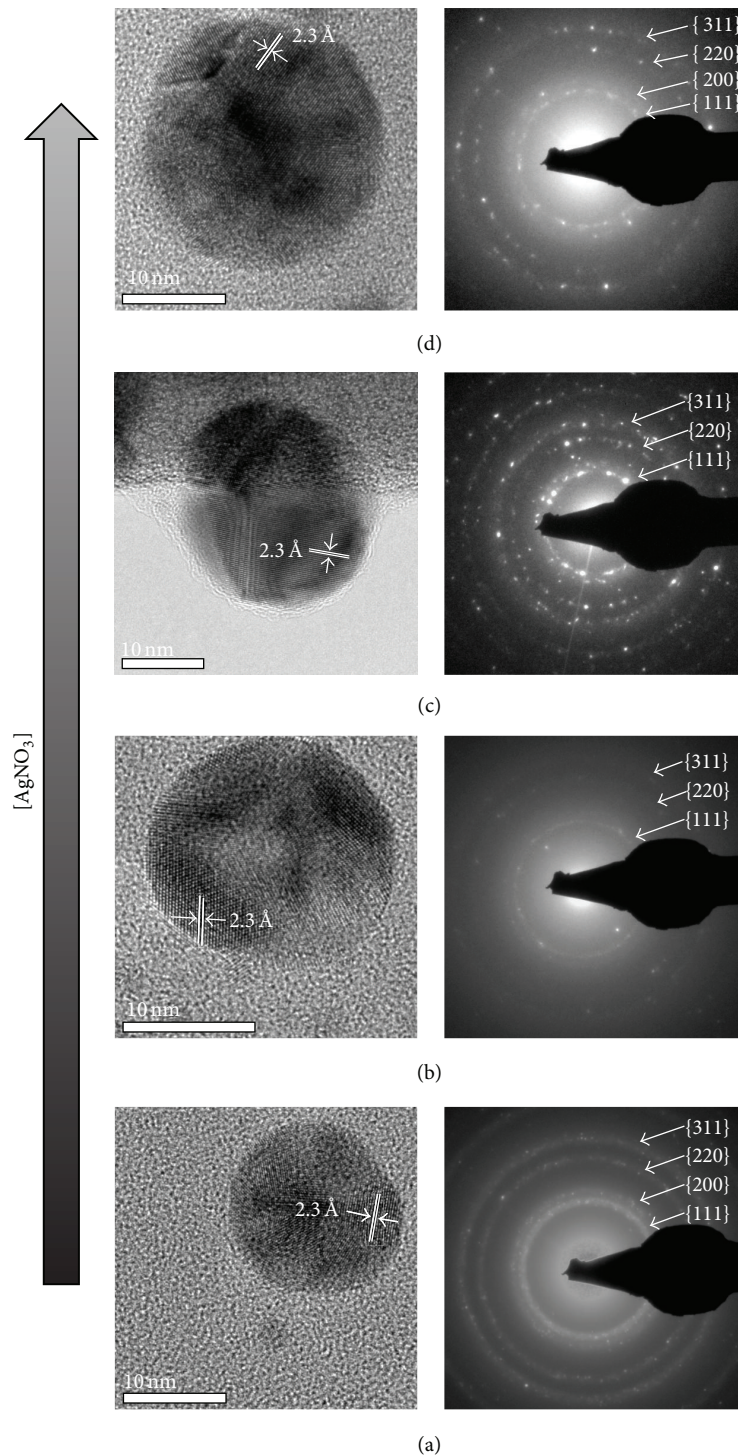 2.3 Å
10 nm
{311}
{220}
{200}
{111}
(d)
2.3 Å
10 nm
{311}
{220}
{111}
(c)
[AgNO₃]
2.3 Å
10 nm
{311}
{220}
{111}
(b)
2.3 Å
10 nm
{311}
{220}
{200}
{111}
(a)